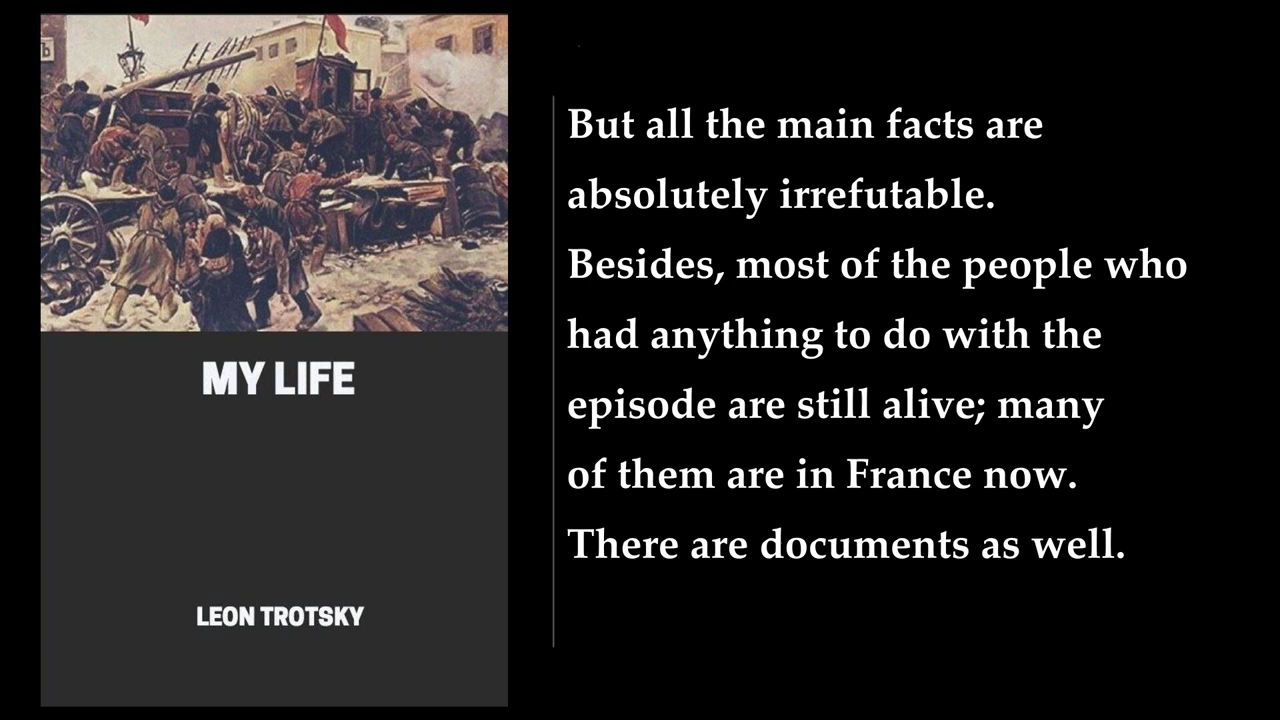 MY LIFE
LEON TROTSKY
But all the main facts are
absolutely irrefutable.
Besides, most of the people who
had anything to do with the
episode are still alive; many
of them are in France now.
There are documents as well.